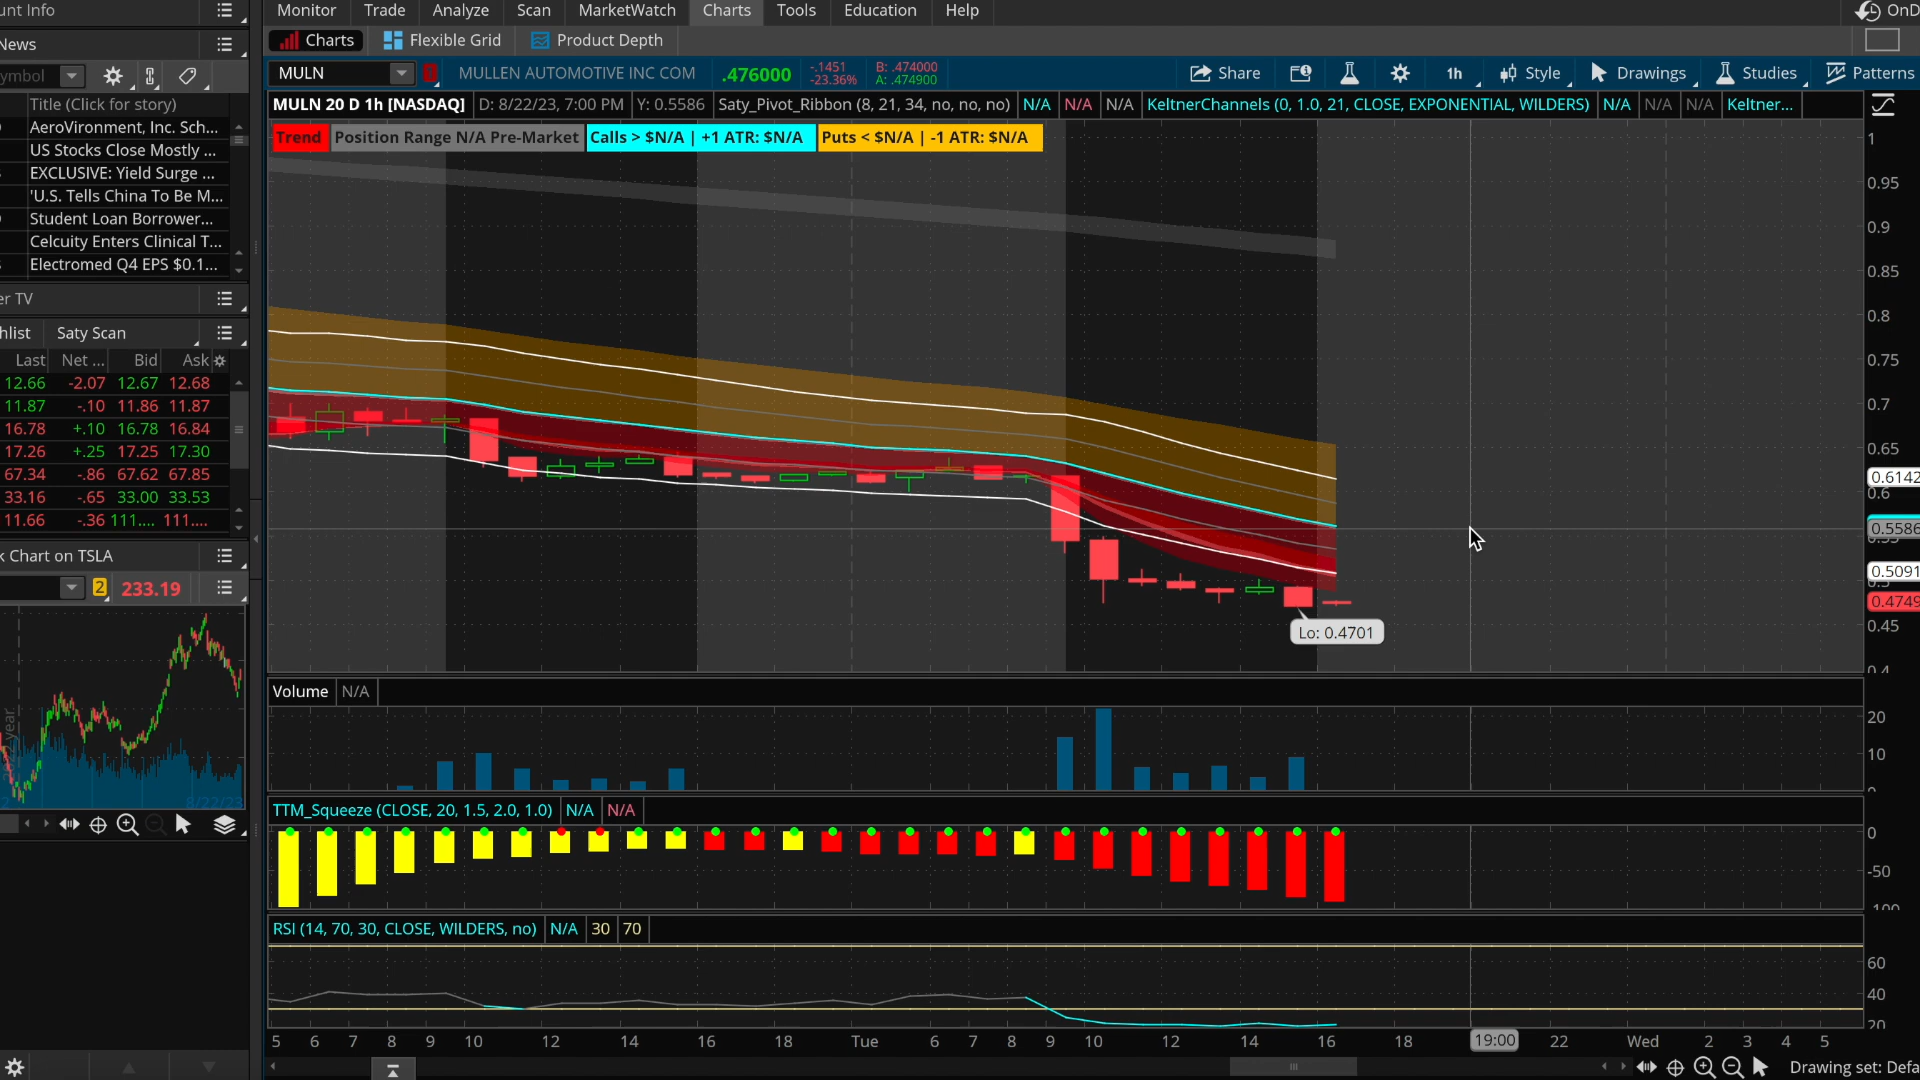 unt Info
Monitor Trade Analyze Scan MarketWatch Charts Tools Education Help OnD
News
Charts Flexible Grid Product Depth
ymbol
MULN MULLEN AUTOMOTIVE INC COM .476000 -.1451 -23.36% B: .474000 A: .474900 Share 1h Style Drawings Studies Patterns
Title (Click for story)
AeroVironment, Inc. Sch...
US Stocks Close Mostly ...
EXCLUSIVE: Yield Surge ...
'U.S. Tells China To Be M...
Student Loan Borrower...
Celcuity Enters Clinical T...
Electromed Q4 EPS $0.1...
MULN 20 D 1h [NASDAQ] D: 8/22/23, 7:00 PM Y: 0.5586 Saty_Pivot_Ribbon (8, 21, 34, no, no, no) N/A N/A N/A KeltnerChannels (0, 1.0, 21, CLOSE, EXPONENTIAL, WILDERS) N/A N/A N/A Keltner...
Trend Position Range N/A Pre-Market Calls > $N/A | +1 ATR: $N/A Puts < $N/A | -1 ATR: $N/A
er TV
hlist Saty Scan
Last Net ... Bid Ask
12.66 -2.07 12.67 12.68
11.87 -.10 11.86 11.87
16.78 +.10 16.78 16.84
17.26 +.25 17.25 17.30
67.34 -.86 67.62 67.85
33.16 -.65 33.00 33.53
11.66 -.36 111.... 111....
k Chart on TSLA
2 233.19
8/22/23
year
1
0.95
0.9
0.85
0.8
0.75
0.7
0.65
0.6142
0.6
0.5586
0.5091
0.4749
0.45
0.4
Lo: 0.4701
Volume N/A
20
10
0
TTM_Squeeze (CLOSE, 20, 1.5, 2.0, 1.0) N/A N/A
0
-50
-100
RSI (14, 70, 30, CLOSE, WILDERS, no) N/A 30 70
60
40
20
5 6 7 8 9 10 12 14 16 18 Tue 6 7 8 9 10 12 14 16 18 19:00 22 Wed 2 3 4 5
Drawing set: Defa